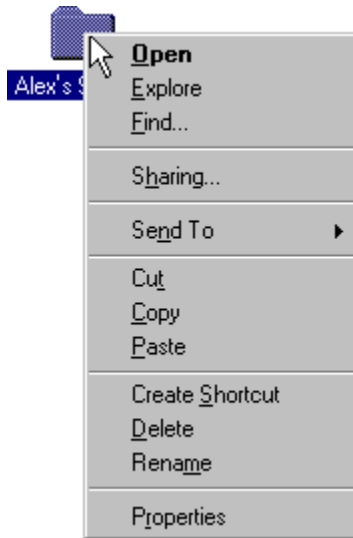 Alex's
Open
Explore
Find...
Sharing...
Send To
Cut
Copy
Paste
Create Shortcut
Delete
Rename
Properties